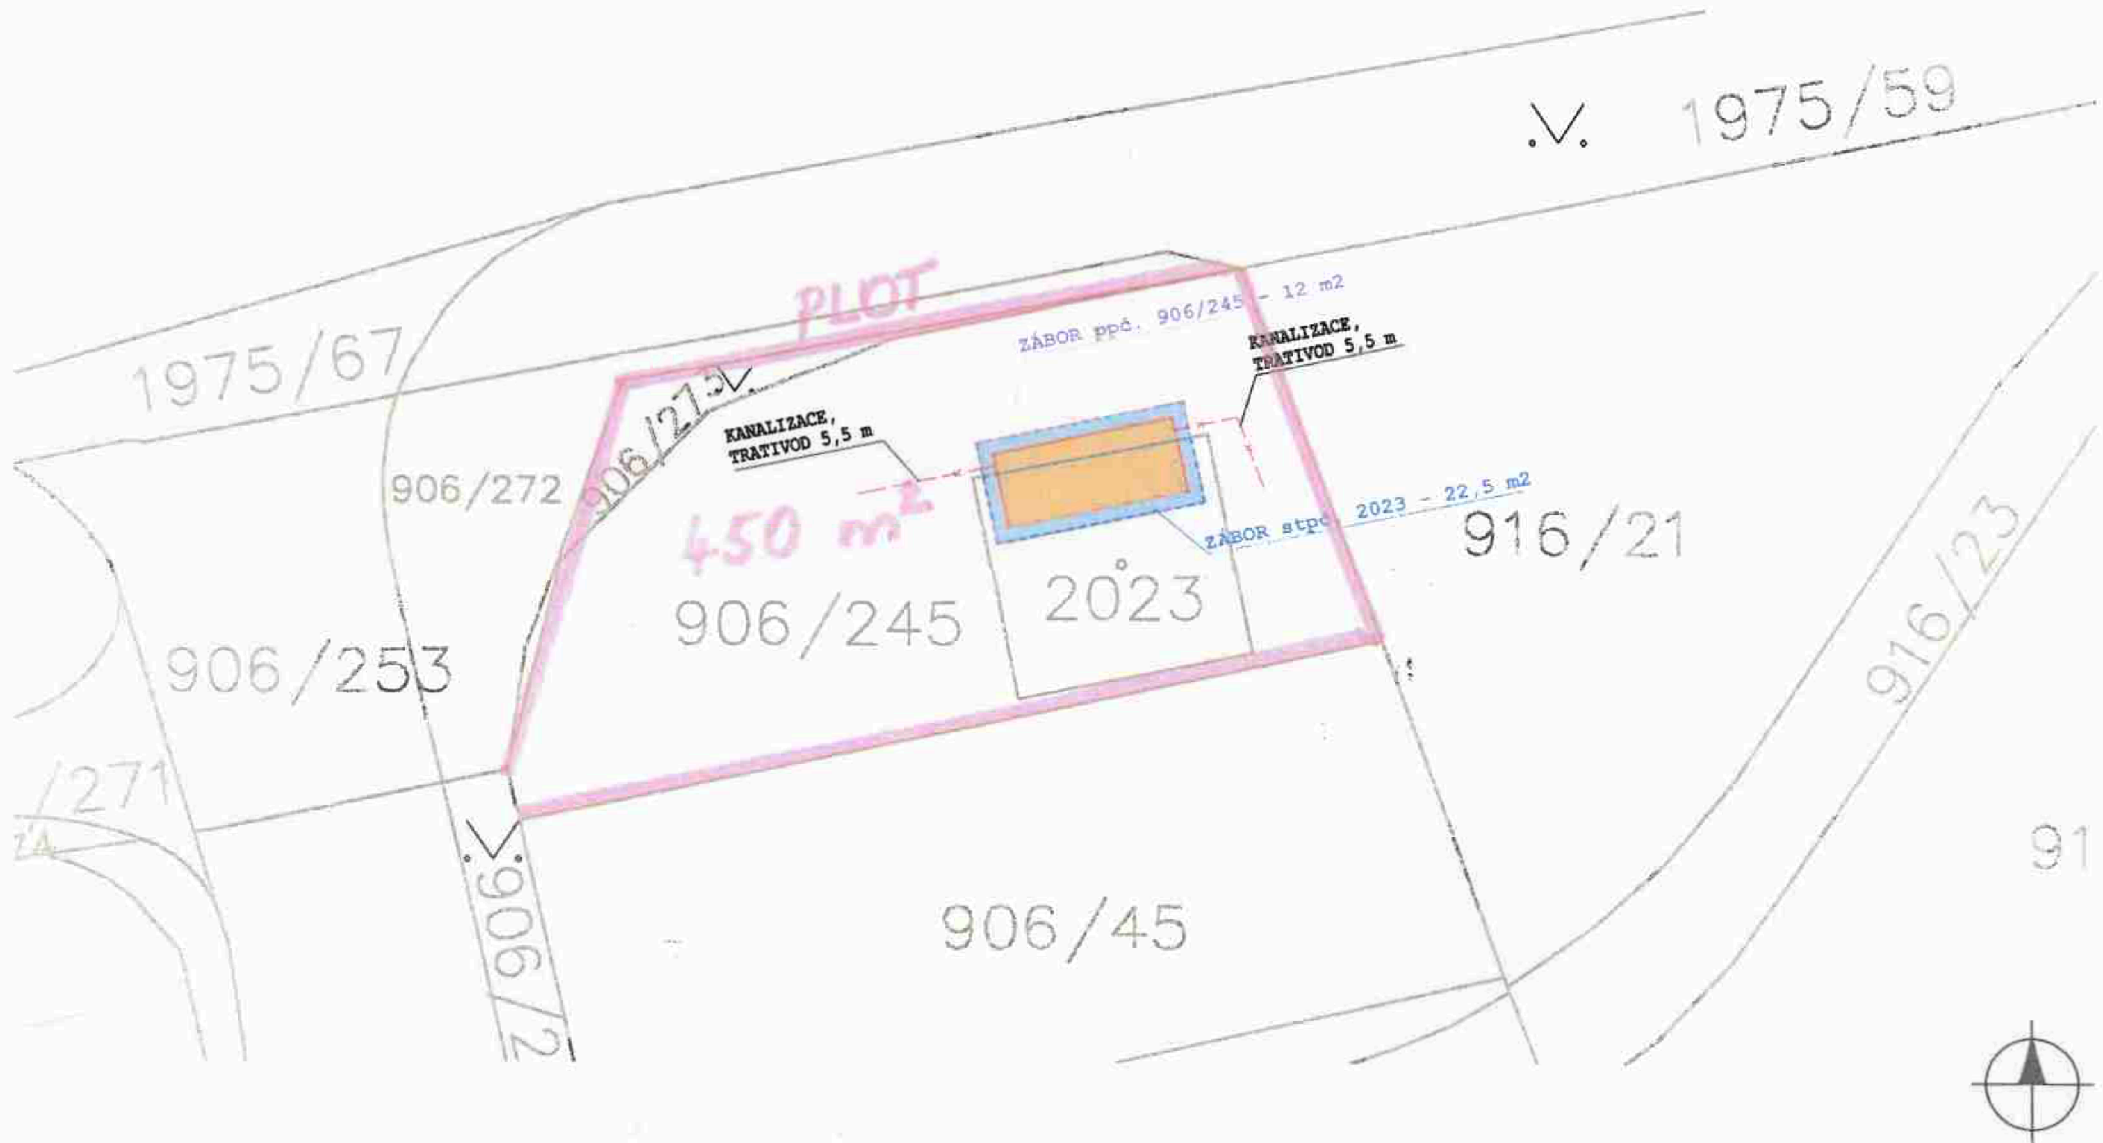 1975/59
PLOT
ZÁBOR ppč. 906/245 - 12 m2
KANALIZACE,
TRATIVOD 5,5 m
1975/67
906/275
KANALIZACE,
TRATIVOD 5,5 m
906/272
450 m²
ZÁBOR stpč. 2023 - 22,5 m2
916/21
916/23
2023
906/245
906/253
/271
906/2
906/45
91